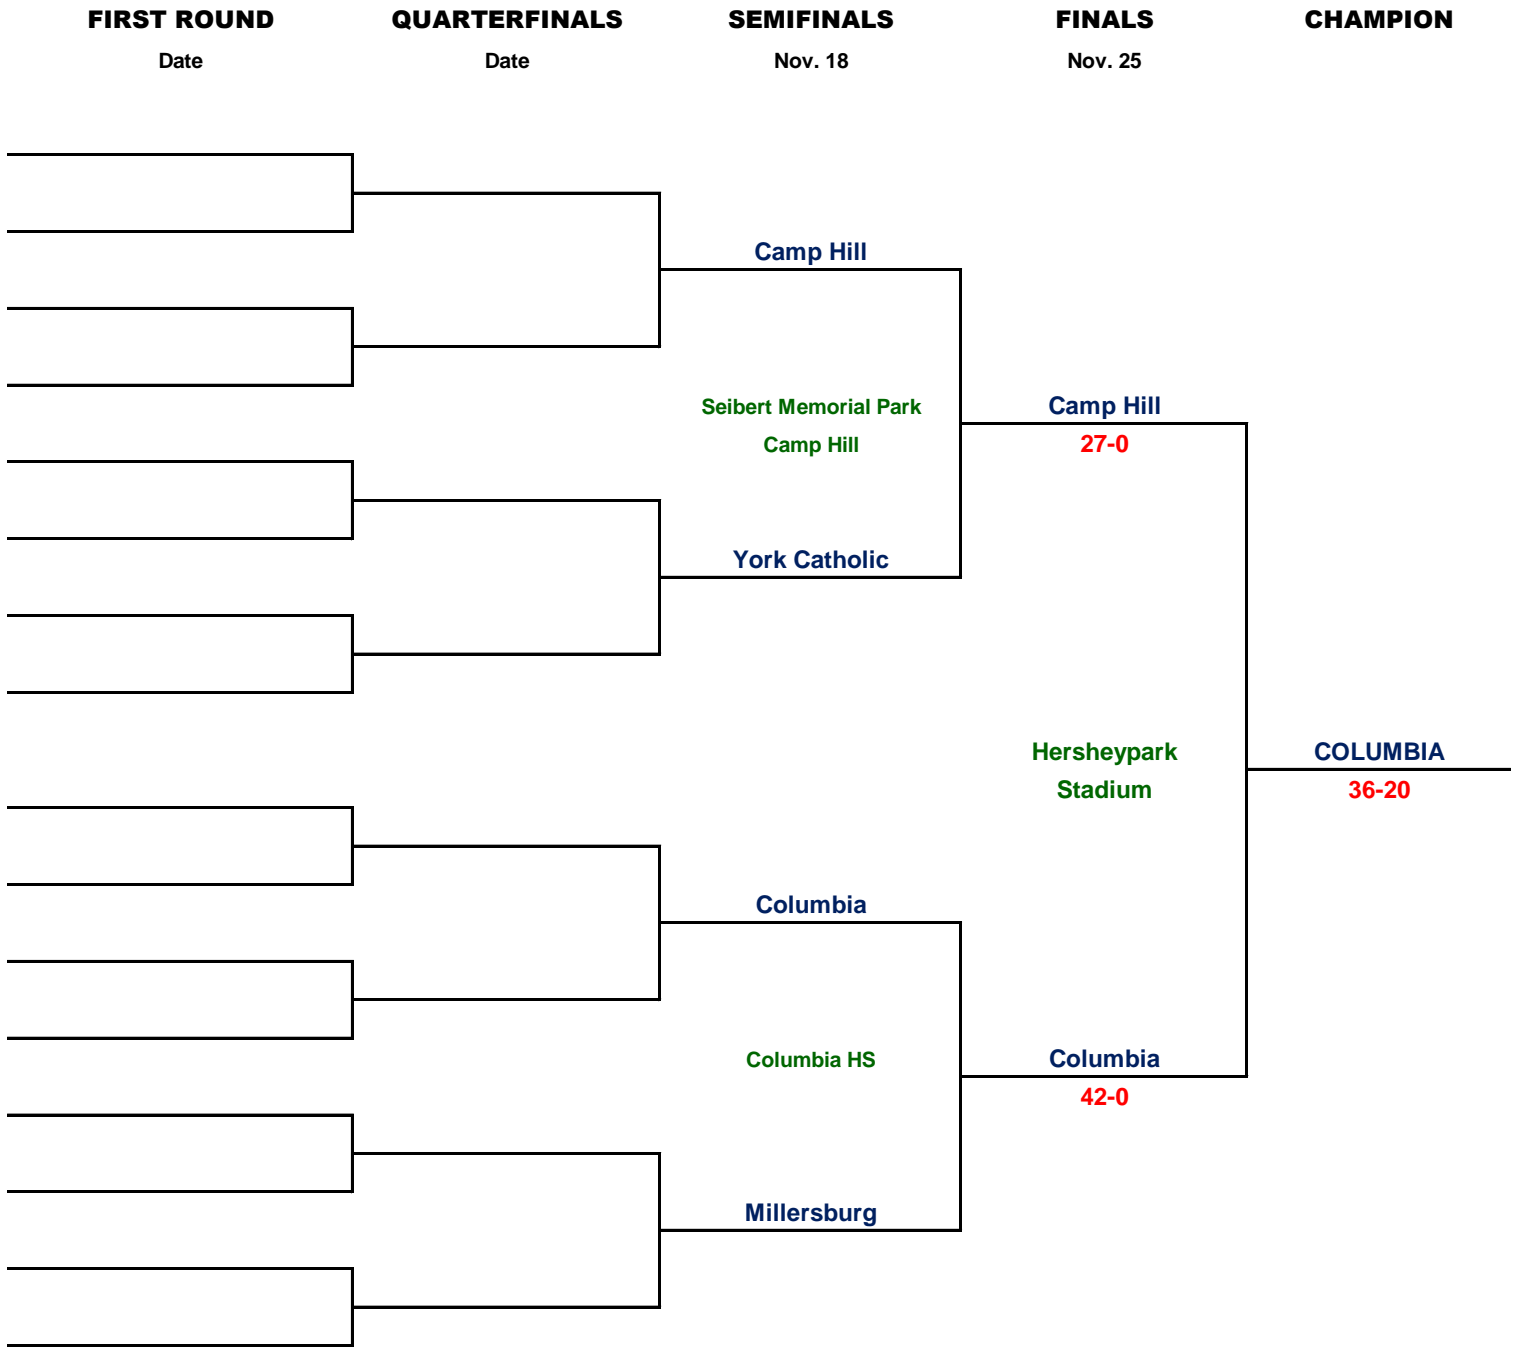 FIRST ROUND
QUARTERFINALS
SEMIFINALS
FINALS
CHAMPION
Date
Date
Nov. 18
Nov. 25
Camp Hill
Seibert Memorial Park
Camp Hill
Camp Hill
27-0
York Catholic
Hersheypark
Stadium
COLUMBIA
36-20
Columbia
Columbia HS
Columbia
42-0
Millersburg